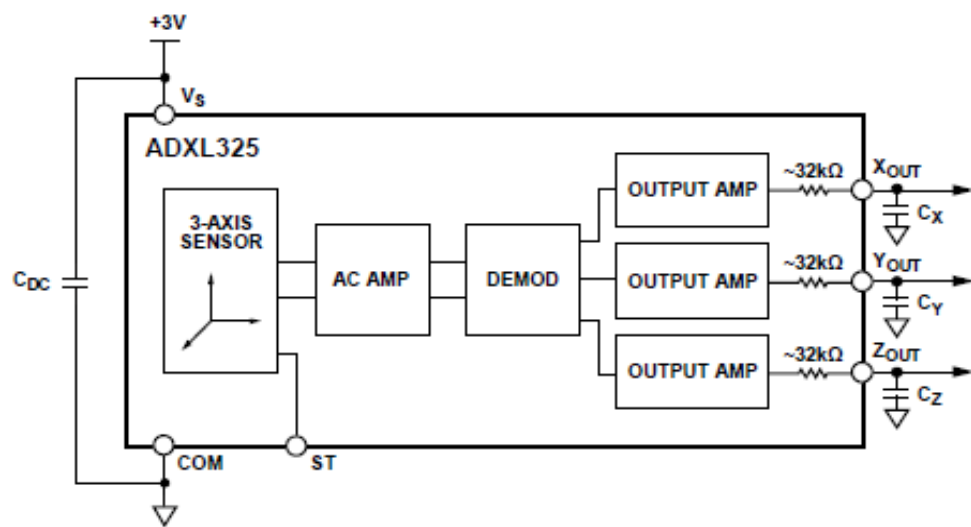 +3V
VS
ADXL325
3-AXIS
SENSOR
AC AMP
DEMOD
OUTPUT AMP
~32kΩ
XOUT
CX
OUTPUT AMP
~32kΩ
YOUT
CY
OUTPUT AMP
~32kΩ
ZOUT
CZ
CDC
COM
ST